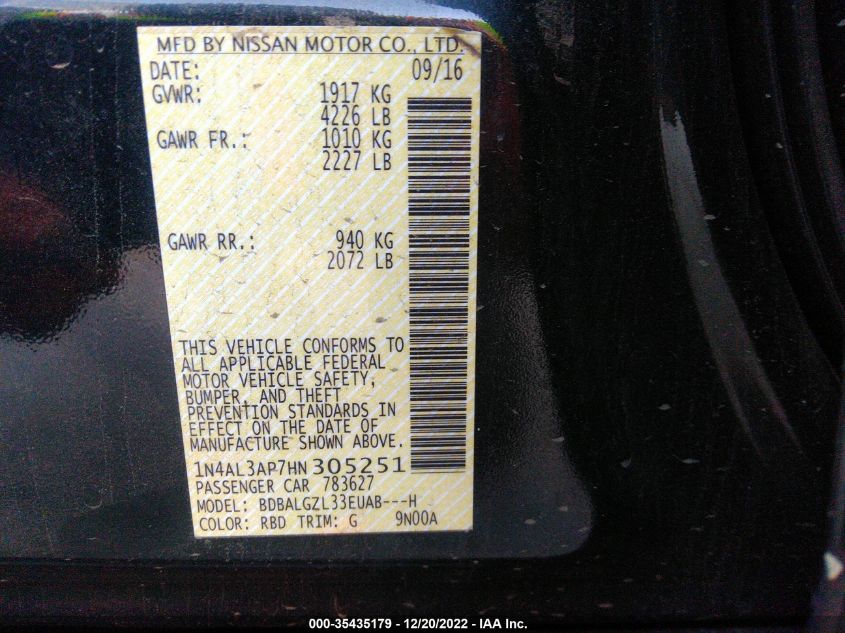 MFD BY NISSAN MOTOR CO., LTD.
DATE: 09/16
GVWR: 1917 KG
4226 LB
GAWR FR.: 1010 KG
2227 LB
GAWR RR.: 940 KG
2072 LB
THIS VEHICLE CONFORMS TO
ALL APPLICABLE FEDERAL
MOTOR VEHICLE SAFETY,
BUMPER, AND THEFT
PREVENTION STANDARDS IN
EFFECT ON THE DATE OF
MANUFACTURE SHOWN ABOVE.
1N4AL3AP7HN305251
PASSENGER CAR 783627
MODEL: BDBALGZL33EUAB---H
COLOR: RBD TRIM: G 9N00A
000-35435179 - 12/20/2022 - IAA Inc.